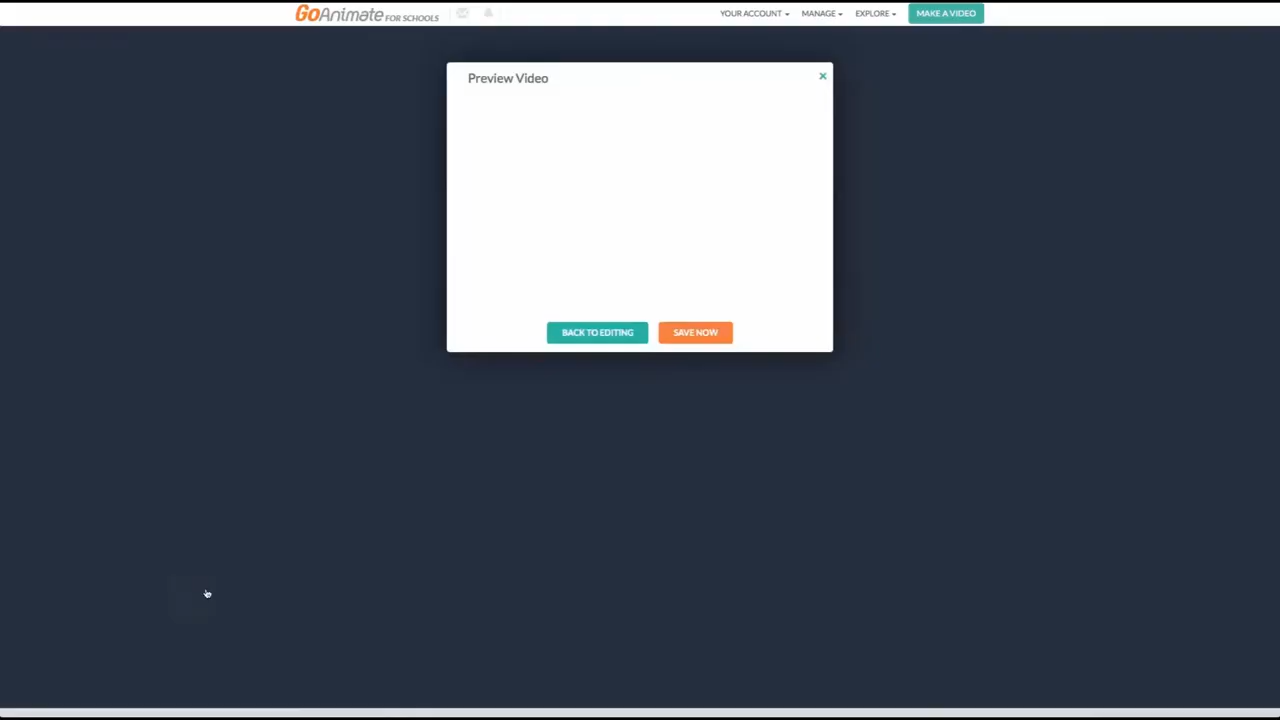 GoAnimate FOR SCHOOLS YOUR ACCOUNT MANAGE EXPLORE MAKE A VIDEO
Preview Video
BACK TO EDITING SAVE NOW